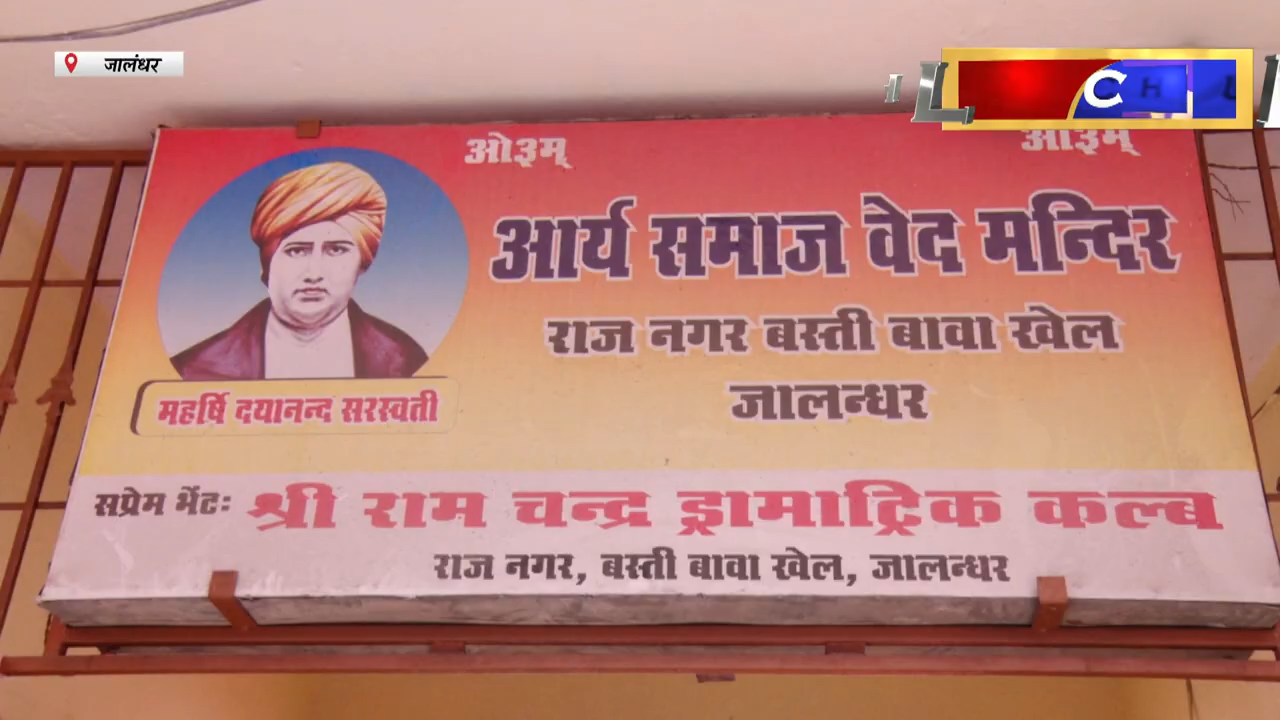 जालंधर
ओ३म् ओ३म्
आर्य समाज वेद मन्दिर
राज नगर बस्ती बावा खेल
जालन्धर
महर्षि दयानन्द सरस्वती
सप्रेम भेंटः श्री राम चन्द्र ड्रामाट्रिक कल्ब
राज नगर, बस्ती बावा खेल, जालन्धर